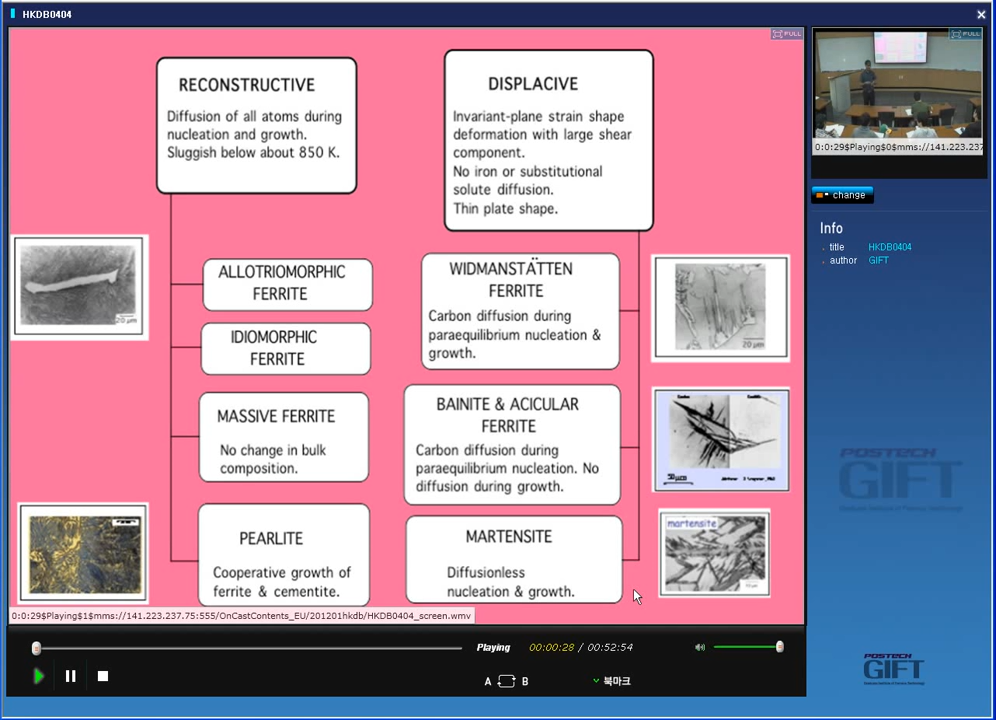 HKDB0404
FULL
FULL
RECONSTRUCTIVE
Diffusion of all atoms during
nucleation and growth.
Sluggish below about 850 K.
DISPLACIVE
Invariant-plane strain shape
deformation with large shear
component.
No iron or substitutional
solute diffusion.
Thin plate shape.
0:0:29$Playing$0$mms://141.223.237
change
Info
. title HKDB0404
. author GIFT
ALLOTRIOMORPHIC
FERRITE
20 µm
IDIOMORPHIC
FERRITE
MASSIVE FERRITE
No change in bulk
composition.
PEARLITE
Cooperative growth of
ferrite & cementite.
WIDMANSTÄTTEN
FERRITE
Carbon diffusion during
paraequilibrium nucleation &
growth.
20 µm
BAINITE & ACICULAR
FERRITE
Carbon diffusion during
paraequilibrium nucleation. No
diffusion during growth.
50 µm
MARTENSITE
Diffusionless
nucleation & growth.
martensite
POSTECH
GIFT
0:0:29$Playing$1$mms://141.223.237.75:555/OnCastContents_EU/201201hkdb/HKDB0404_screen.wmv
Playing 00:00:28 / 00:52:54
A B 북마크
POSTECH
GIFT